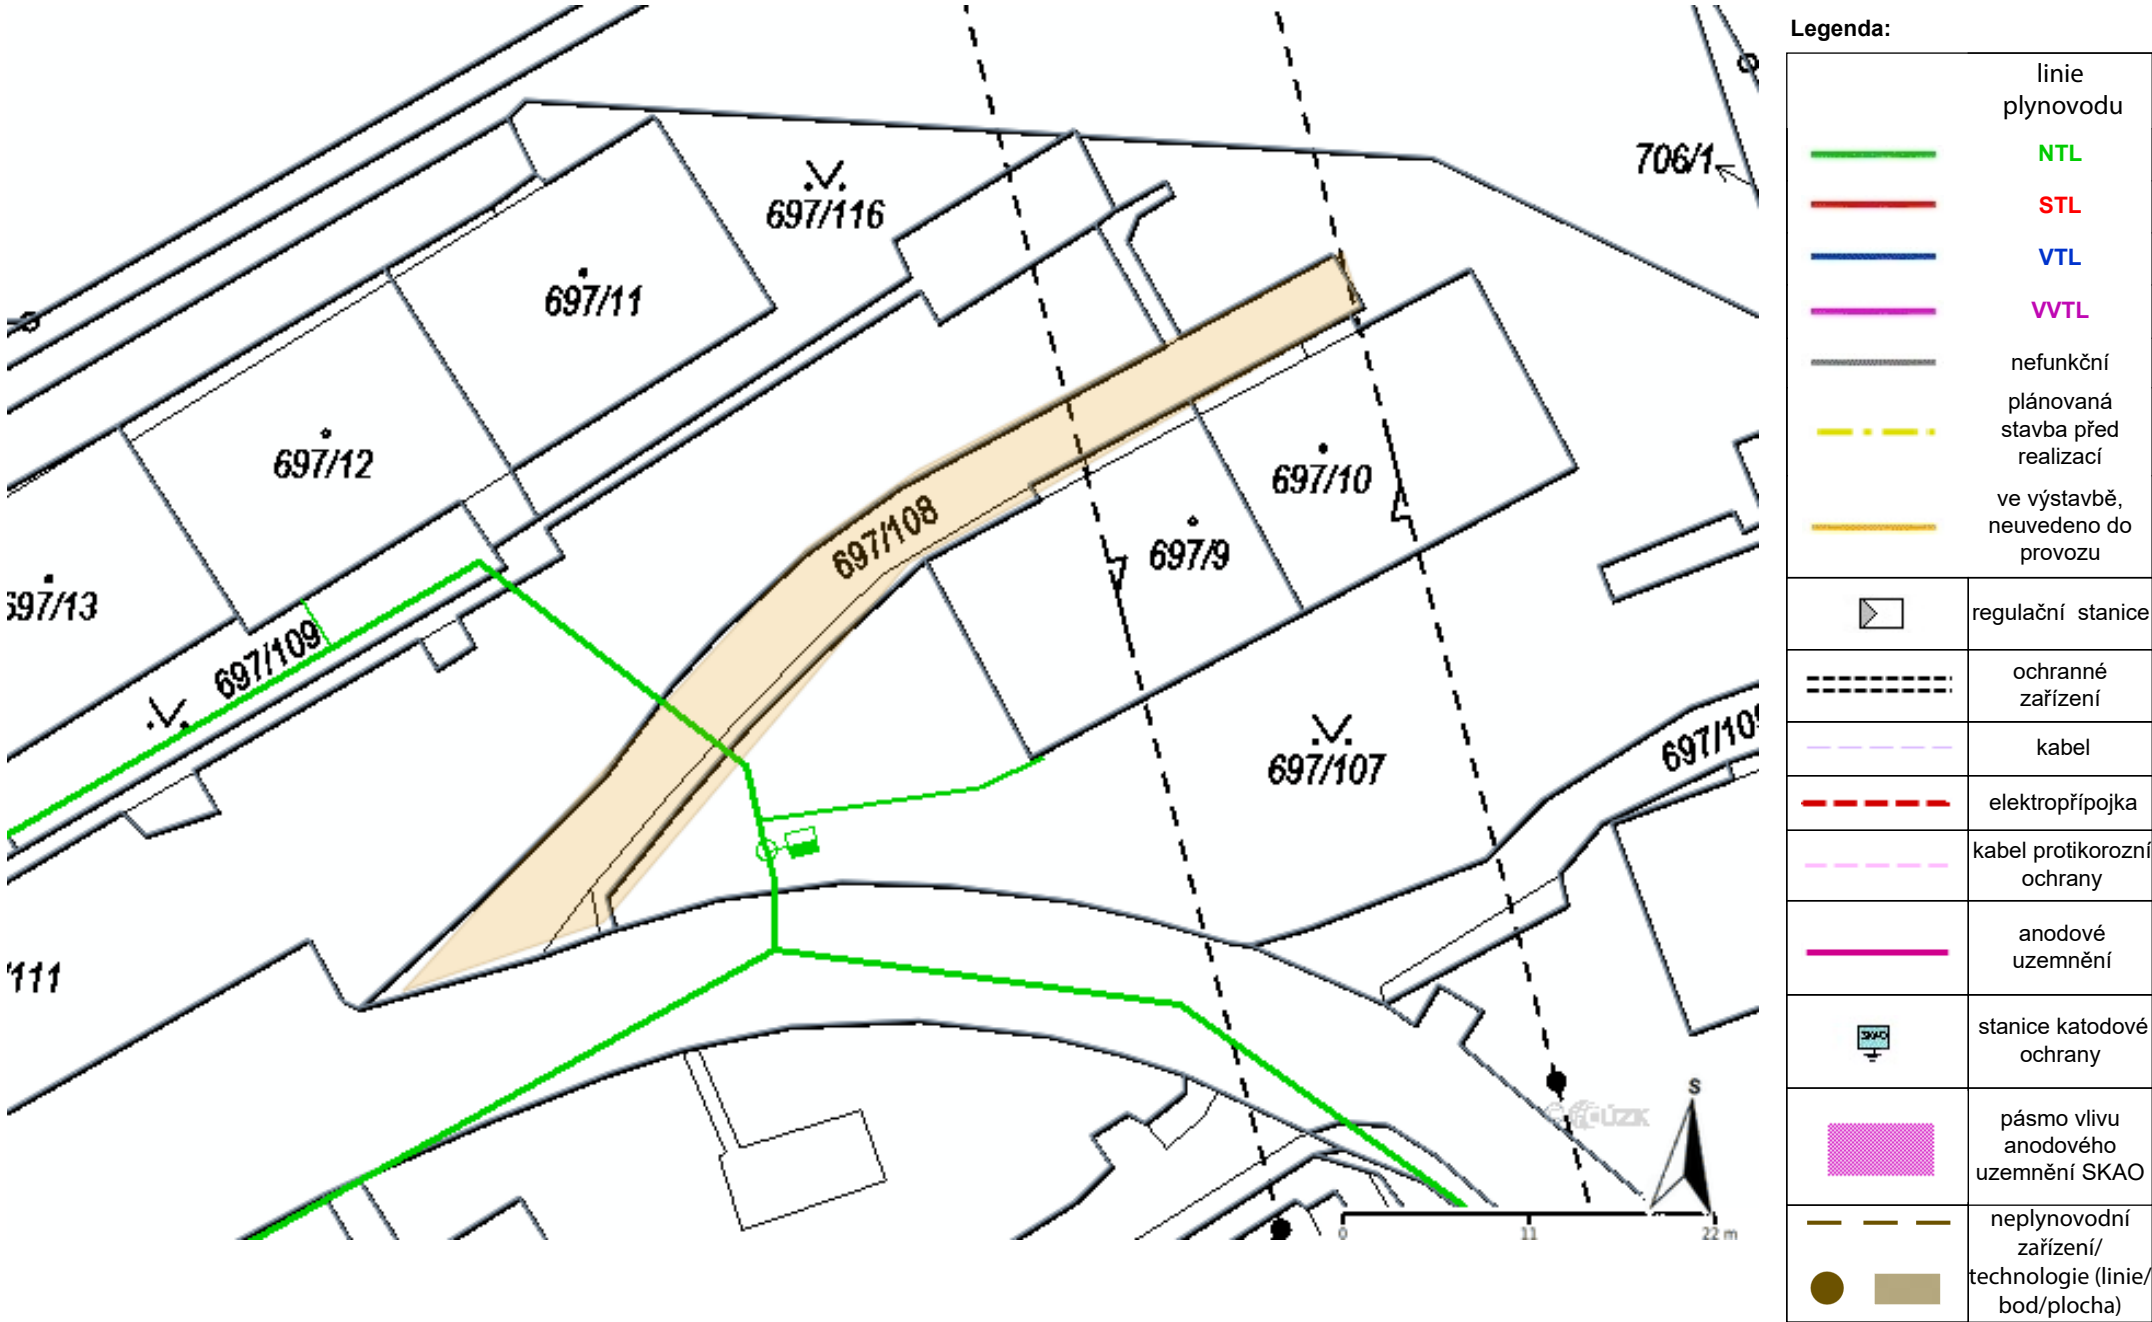 706/1
697/116
697/11
697/12
697/108
697/10
697/9
697/13
697/109
697/107
697/10
111
ČÚZK
S
0
11
22 m
Legenda:
linie
plynovodu
NTL
STL
VTL
VVTL
nefunkční
plánovaná
stavba před
realizací
ve výstavbě,
neuvedeno do
provozu
regulační stanice
ochranné
zařízení
kabel
elektropřípojka
kabel protikorozní
ochrany
anodové
uzemnění
SKAO
stanice katodové
ochrany
pásmo vlivu
anodového
uzemnění SKAO
neplynovodní
zařízení/
technologie (linie/
bod/plocha)